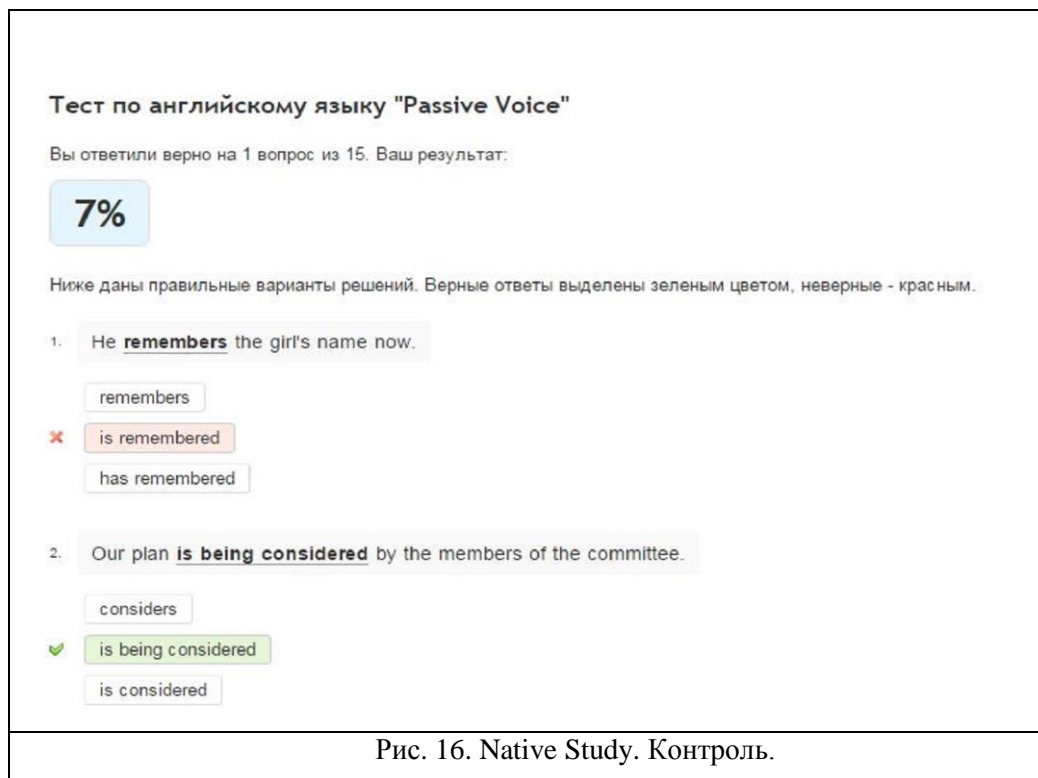 Тест по английскому языку "Passive Voice"
Вы ответили верно на 1 вопрос из 15. Ваш результат:
7%
Ниже даны правильные варианты решений. Верные ответы выделены зеленым цветом, неверные - красным.
1. He remembers the girl's name now.
remembers
is remembered
has remembered
2. Our plan is being considered by the members of the committee.
considers
is being considered
is considered
Рис. 16. Native Study. Контроль.